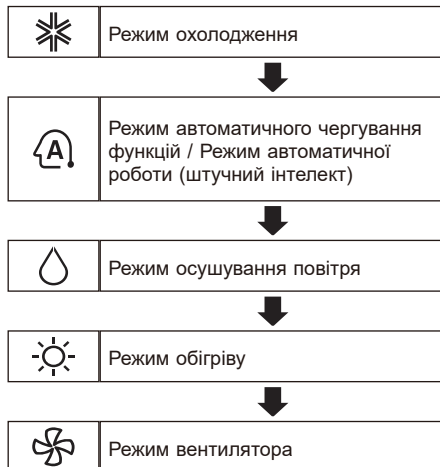 Режим охолодження
A
Режим автоматичного чергування
функцій / Режим автоматичної
роботи (штучний інтелект)
Режим осушування повітря
Режим обігріву
Режим вентилятора